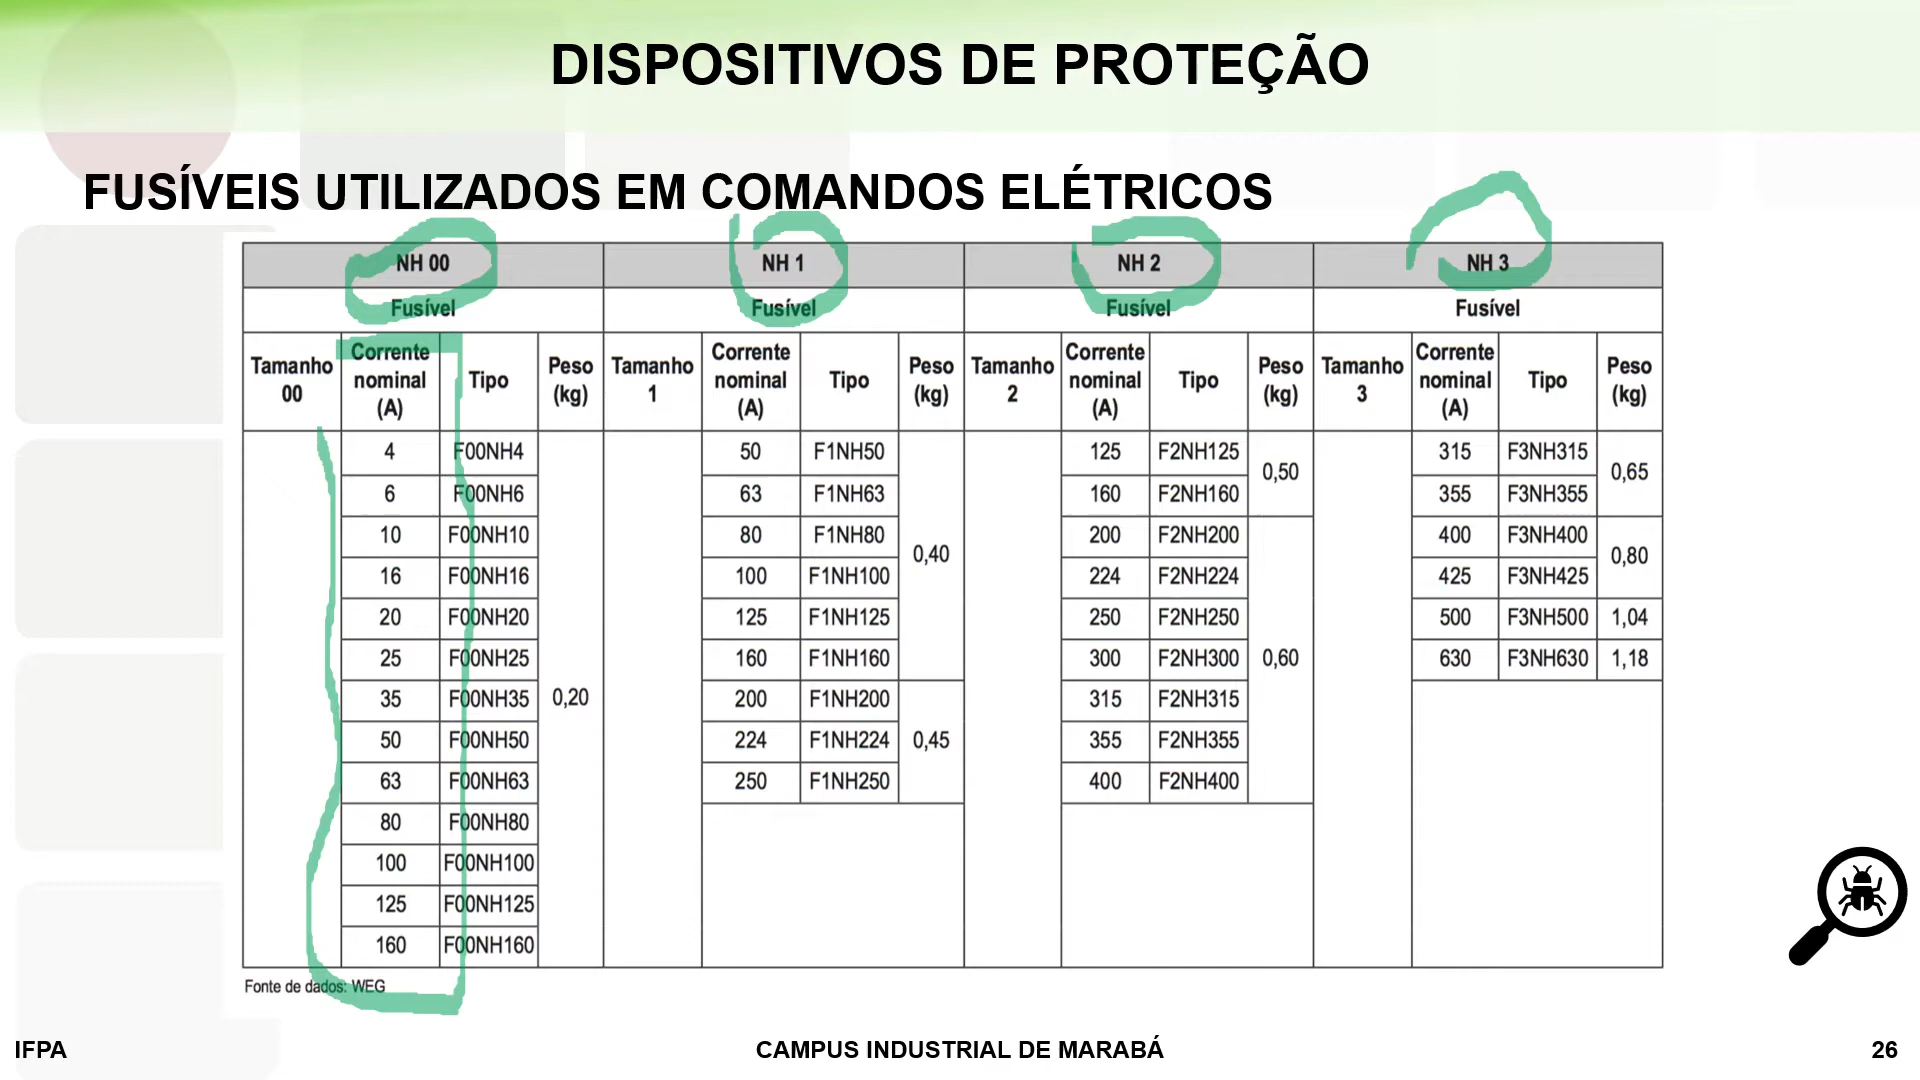 DISPOSITIVOS DE PROTEÇÃO
FUSÍVEIS UTILIZADOS EM COMANDOS ELÉTRICOS
NH 00 NH 1 NH 2 NH 3
Fusível Fusível Fusível Fusível
Tamanho 00 Corrente nominal (A) Tipo Peso (kg) Tamanho 1 Corrente nominal (A) Tipo Peso (kg) Tamanho 2 Corrente nominal (A) Tipo Peso (kg) Tamanho 3 Corrente nominal (A) Tipo Peso (kg)
4 F00NH4 50 F1NH50 125 F2NH125 0,50 315 F3NH315 0,65
6 F00NH6 63 F1NH63 160 F2NH160 355 F3NH355
10 F00NH10 80 F1NH80 0,40 200 F2NH200 400 F3NH400 0,80
16 F00NH16 100 F1NH100 224 F2NH224 425 F3NH425
20 F00NH20 125 F1NH125 250 F2NH250 500 F3NH500 1,04
25 F00NH25 160 F1NH160 300 F2NH300 0,60 630 F3NH630 1,18
35 F00NH35 0,20 200 F1NH200 315 F2NH315
50 F00NH50 224 F1NH224 0,45 355 F2NH355
63 F00NH63 250 F1NH250 400 F2NH400
80 F00NH80
100 F00NH100
125 F00NH125
160 F00NH160
Fonte de dados: WEG
IFPA CAMPUS INDUSTRIAL DE MARABÁ 26